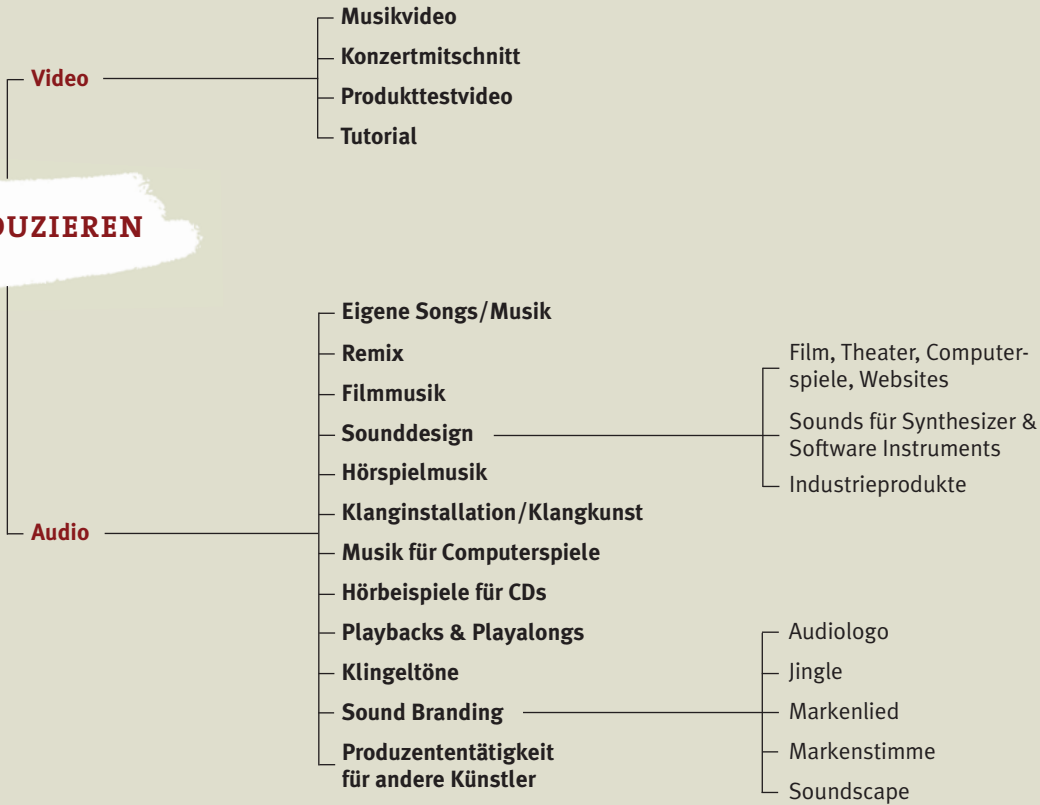 Musikvideo
Konzertmitschnitt
Video
Produkttestvideo
Tutorial
DUZIEREN
Eigene Songs/Musik
Remix
Filmmusik
Sounddesign
Film, Theater, Computer-
spiele, Websites
Sounds für Synthesizer &
Software Instruments
Industrieprodukte
Hörspielmusik
Klanginstallation/Klangkunst
Audio
Musik für Computerspiele
Hörbeispiele für CDs
Playbacks & Playalongs
Klingeltöne
Sound Branding
Audiologo
Jingle
Markenlied
Markenstimme
Soundscape
Produzententätigkeit
für andere Künstler